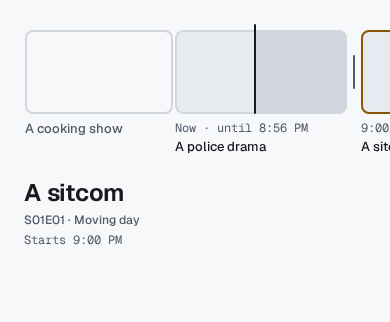 A cooking show
Now · until 8:56 PM
A police drama
9:00
A sitcom
S01E01 · Moving day
Starts 9:00 PM